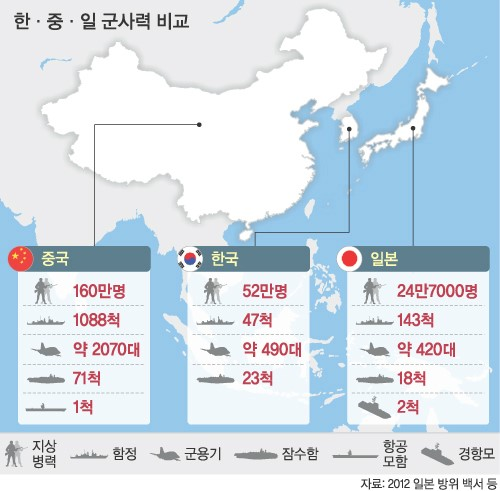 한·중·일 군사력 비교
중국
160만명
1088척
약 2070대
71척
1척
한국
52만명
47척
약 490대
23척
일본
24만7000명
143척
약 420대
18척
2척
지상
병력
함정
군용기
잠수함
항공
모함
경항모
자료: 2012 일본 방위 백서 등